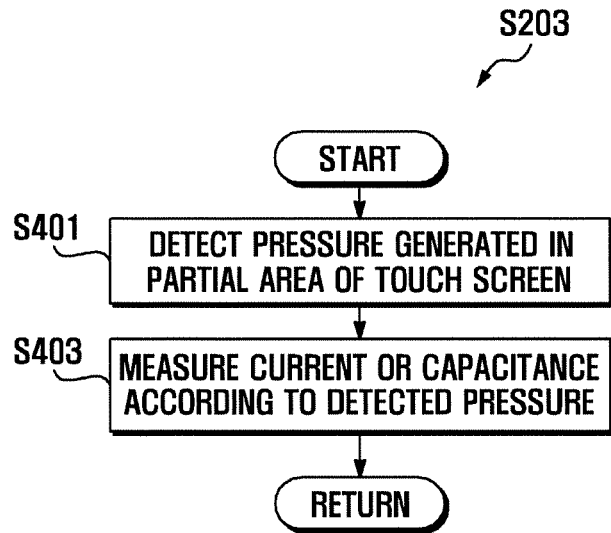 S203
START
S401
DETECT PRESSURE GENERATED IN
PARTIAL AREA OF TOUCH SCREEN
S403
MEASURE CURRENT OR CAPACITANCE
ACCORDING TO DETECTED PRESSURE
RETURN